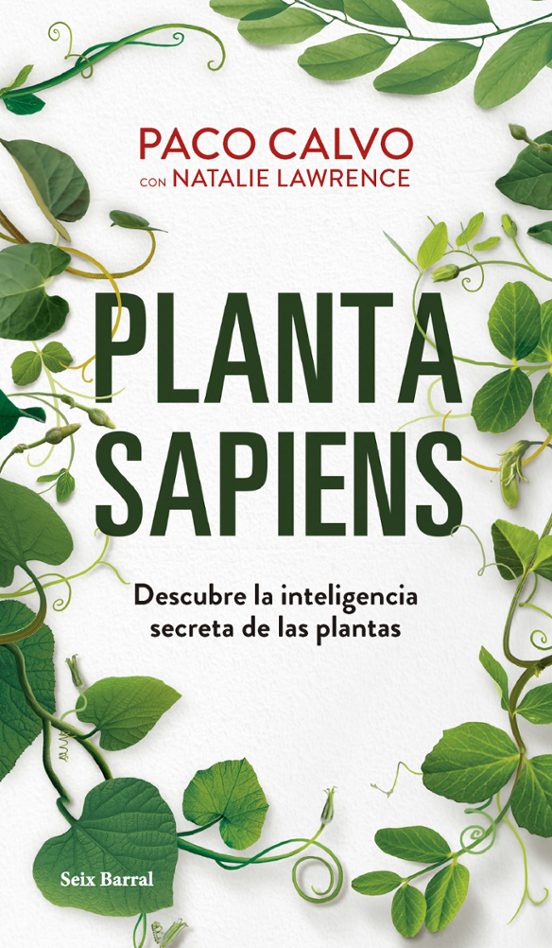 PACO CALVO
CON NATALIE LAWRENCE
PLANTA
SAPIENS
Descubre la inteligencia
secreta de las plantas
Seix Barral